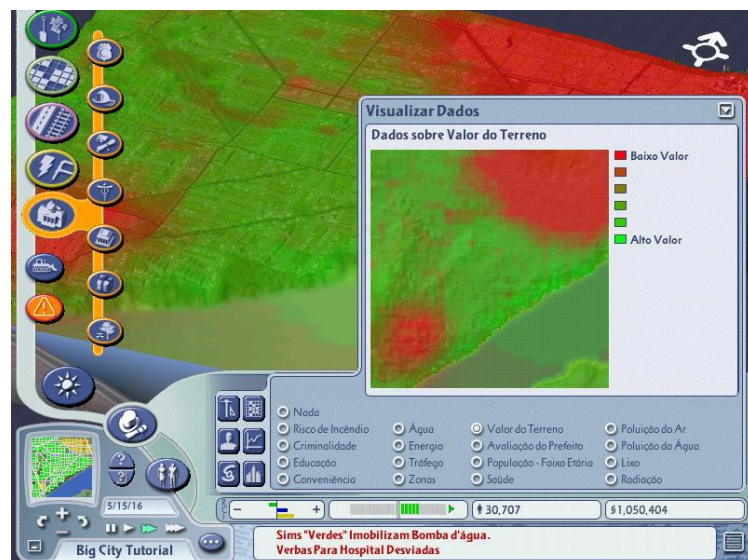 Visualizar Dados
Dados sobre Valor do Terreno
Baixo Valor
Alto Valor
Nada
Risco de Incêndio
Criminalidade
Educação
Conveniência
Água
Energia
Tráfego
Zonas
Valor do Terreno
Avaliação do Prefeito
População - Faixa Etária
Saúde
Poluição do Ar
Poluição da Água
Lixo
Radiação
5/15/16
Big City Tutorial
30,707
§1,050,404
Sims "Verdes" Imobilizam Bomba d'água.
Verbas Para Hospital Desviadas